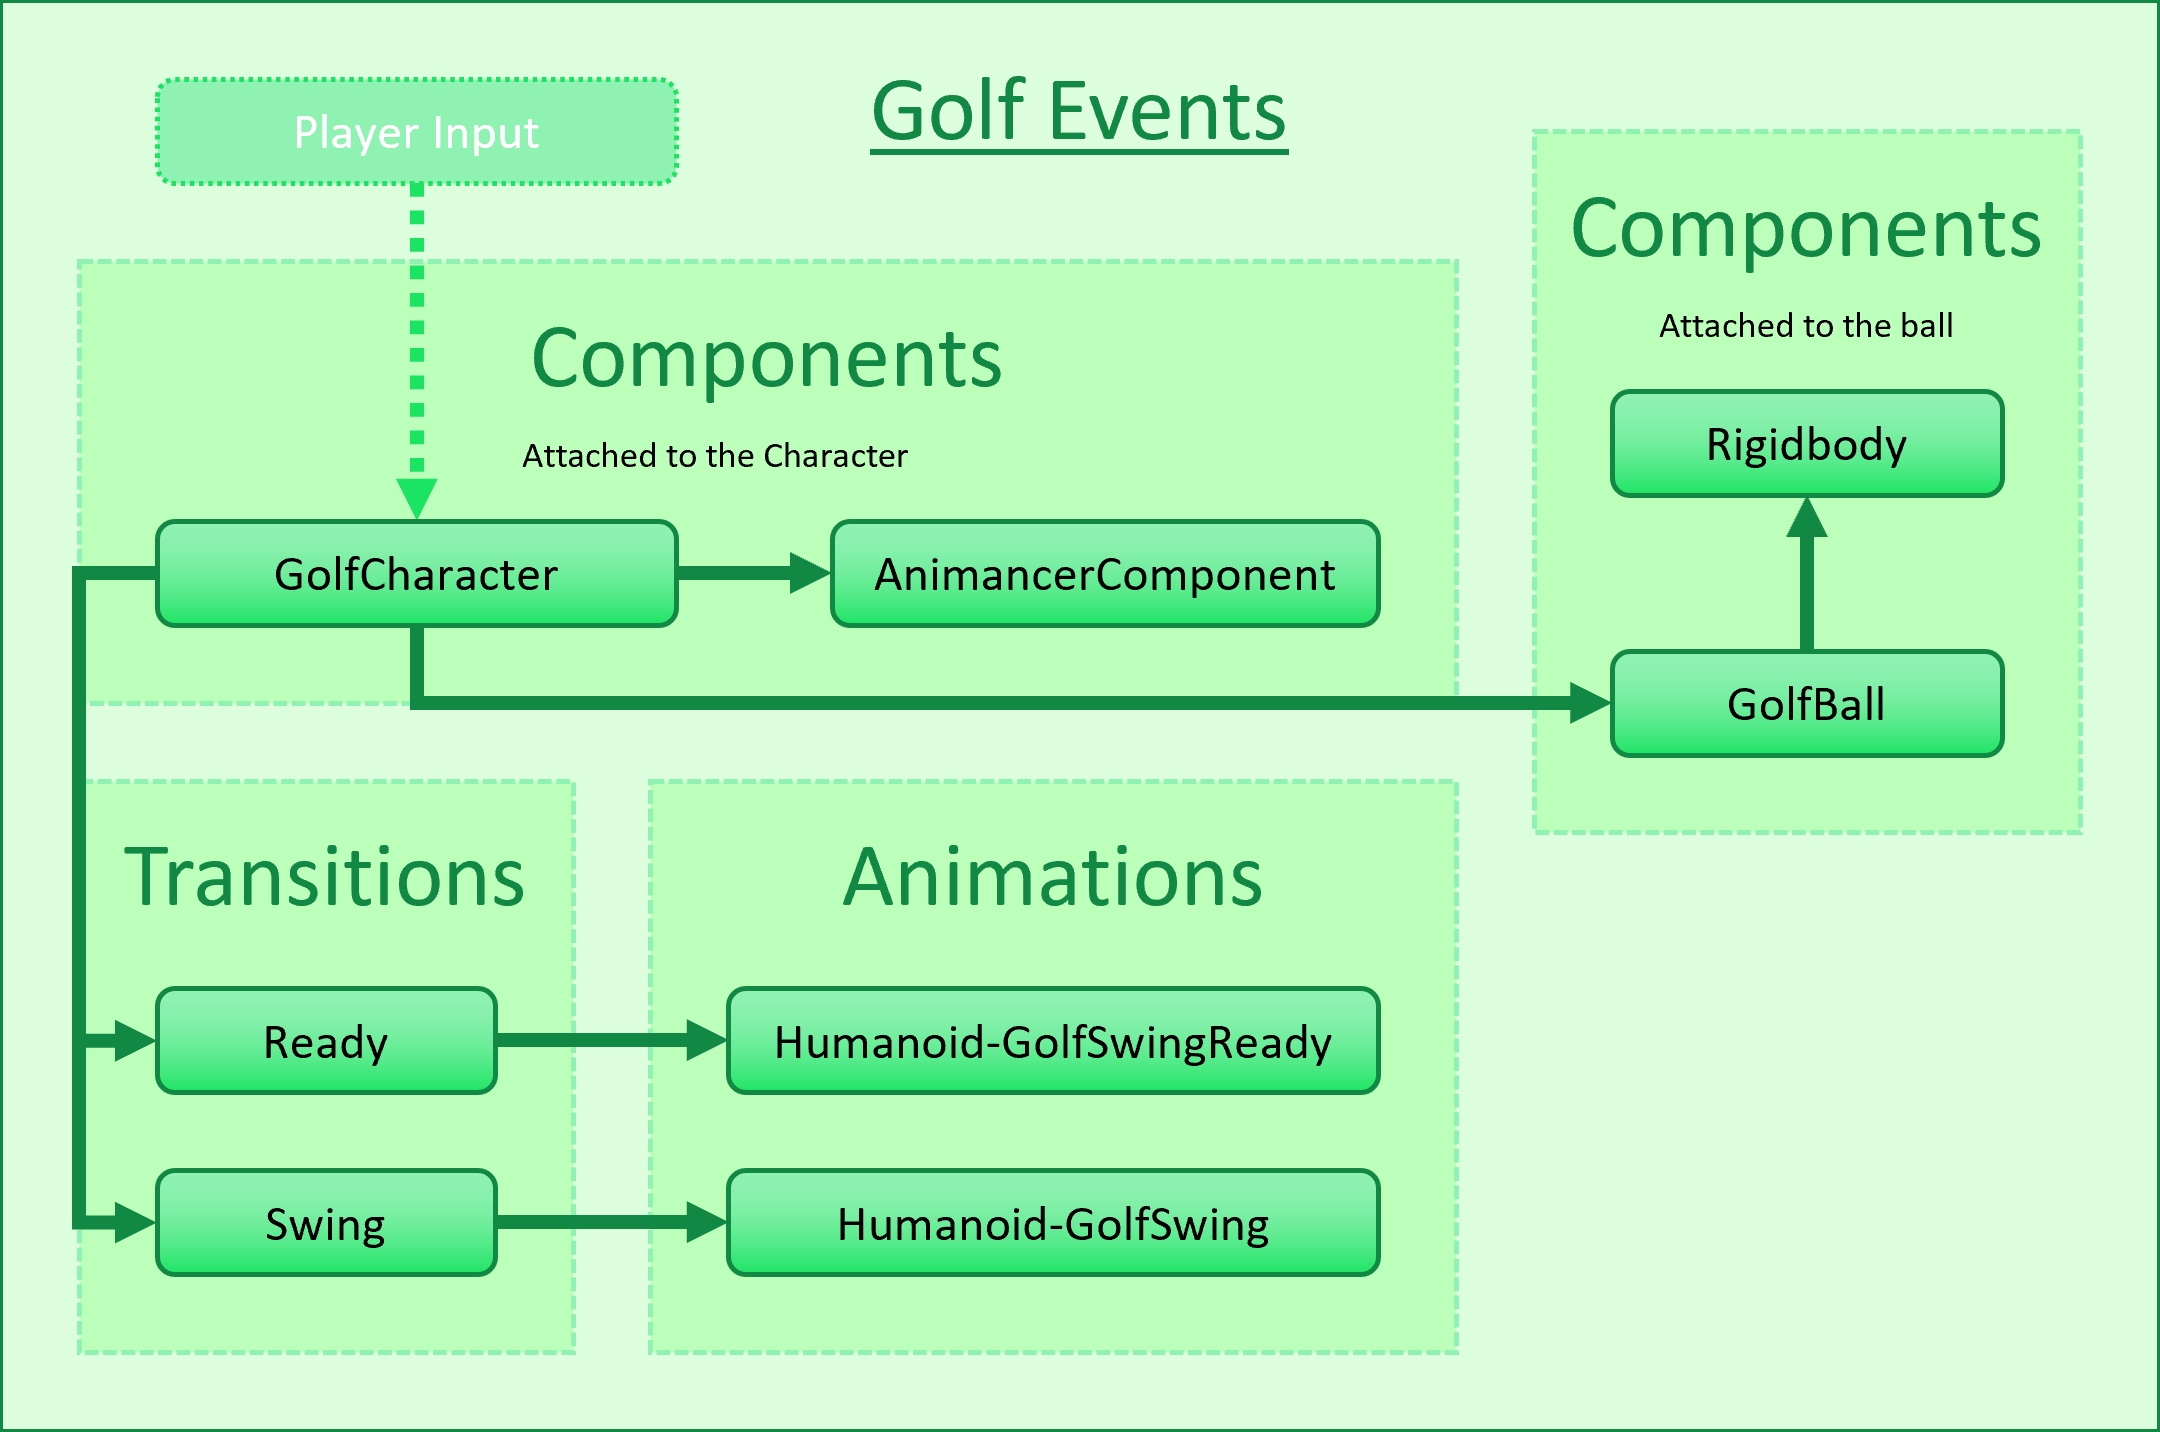 Golf Events
Player Input
Components
Attached to the Character
GolfCharacter
AnimancerComponent
Components
Attached to the ball
Rigidbody
GolfBall
Transitions
Ready
Swing
Animations
Humanoid-GolfSwingReady
Humanoid-GolfSwing